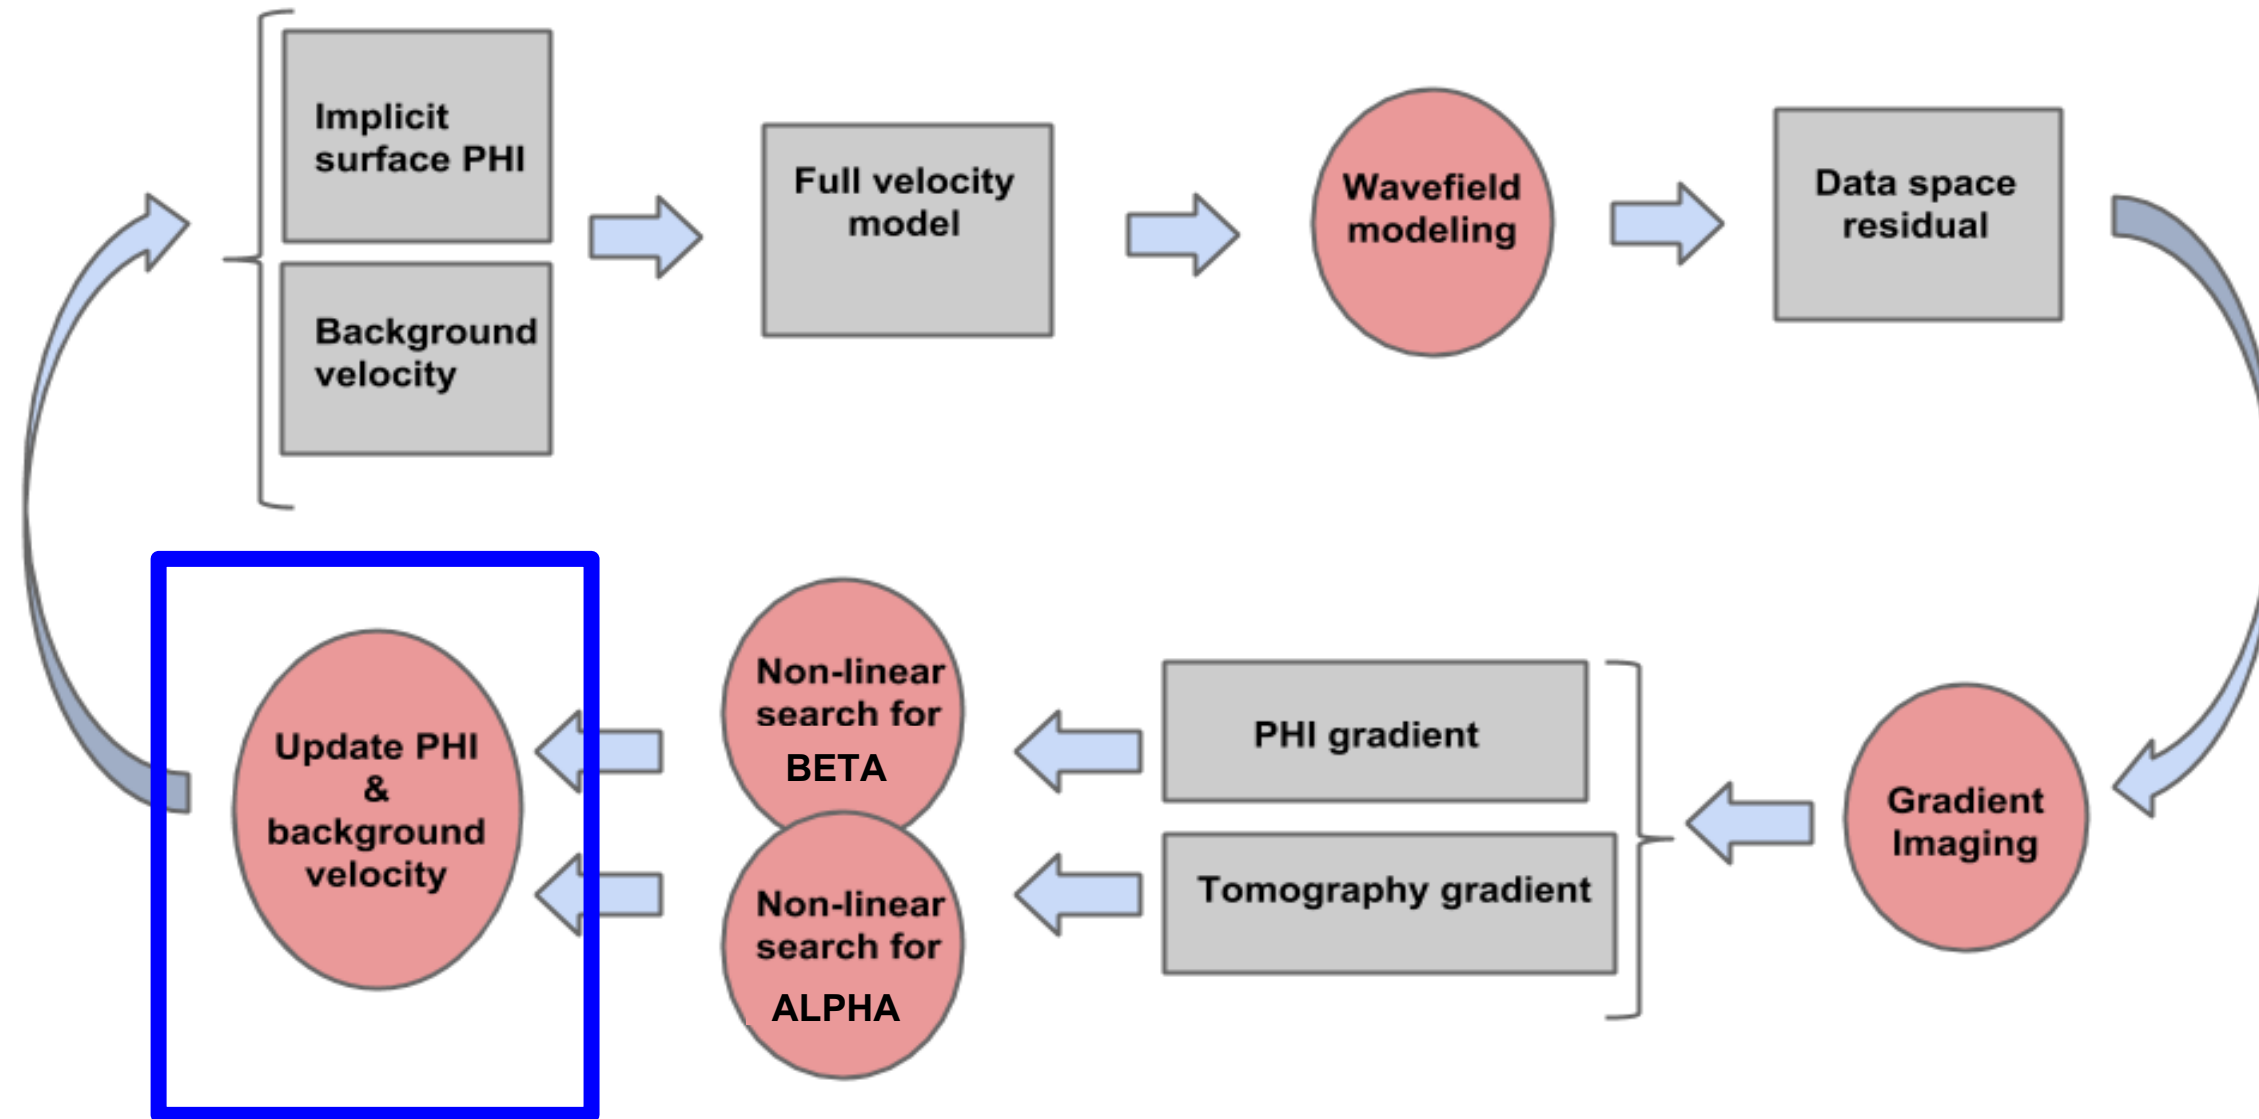 Implicit
surface PHI
Background
velocity
Full velocity
model
Wavefield
modeling
Data space
residual
Update PHI
&
background
velocity
Non-linear
search for
BETA
Non-linear
search for
ALPHA
PHI gradient
Tomography gradient
Gradient
Imaging